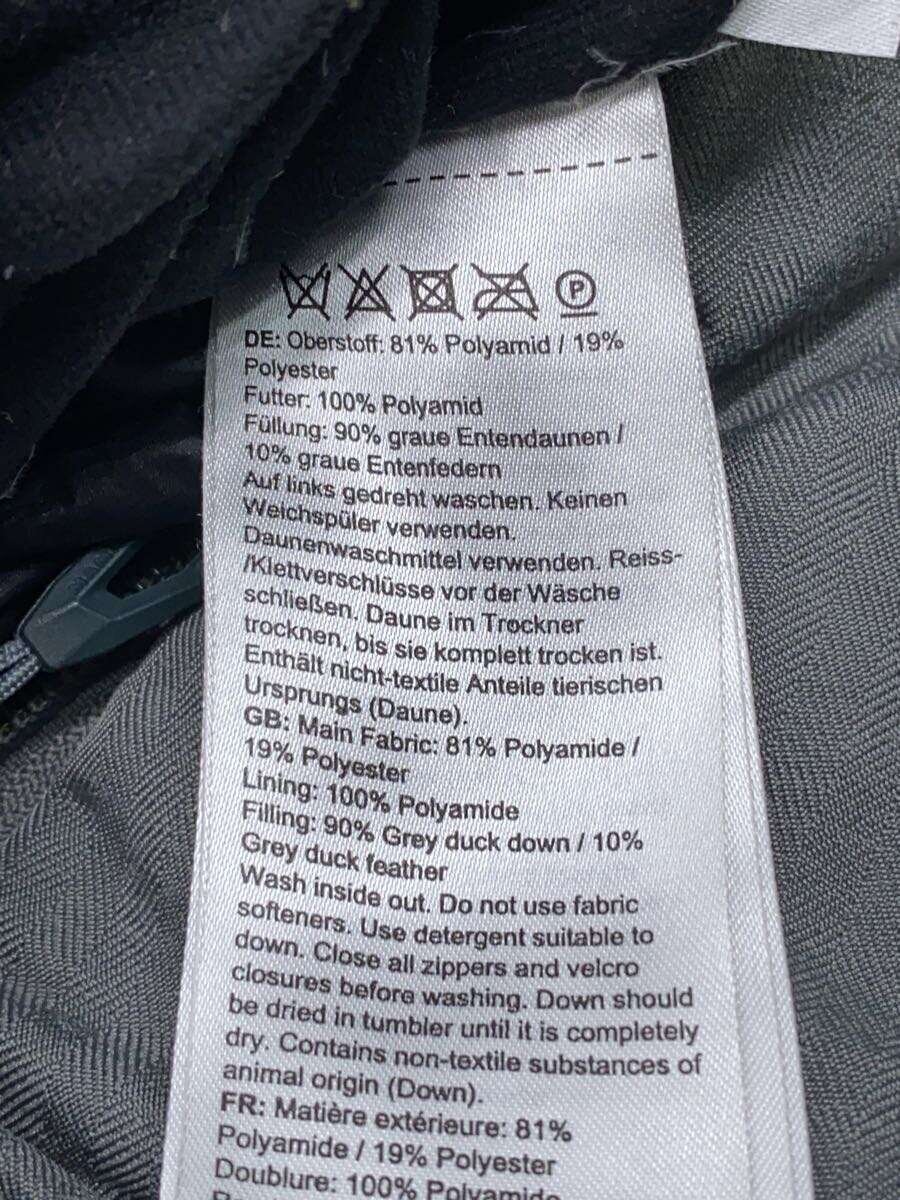 P
DE: Oberstoff: 81% Polyamid / 19%
Polyester
Futter: 100% Polyamid
Füllung: 90% graue Entendaunen /
10% graue Entenfedern
Auf links gedreht waschen. Keinen
Weichspüler verwenden.
Daunenwaschmittel verwenden. Reiss-
/Klettverschlüsse vor der Wäsche
schließen. Daune im Trockner
trocknen, bis sie komplett trocken ist.
Enthält nicht-textile Anteile tierischen
Ursprungs (Daune).
GB: Main Fabric: 81% Polyamide /
19% Polyester
Lining: 100% Polyamide
Filling: 90% Grey duck down / 10%
Grey duck feather
Wash inside out. Do not use fabric
softeners. Use detergent suitable to
down. Close all zippers and velcro
closures before washing. Down should
be dried in tumbler until it is completely
dry. Contains non-textile substances of
animal origin (Down).
FR: Matière extérieure: 81%
Polyamide / 19% Polyester
Doublure: 100% Polyamide